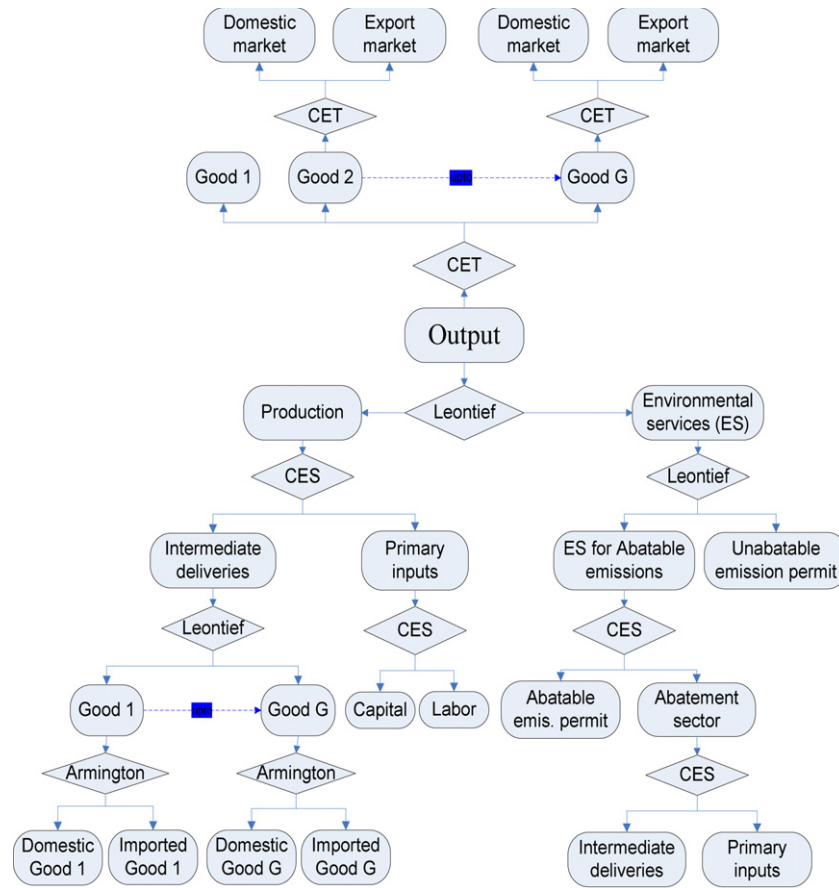 Domestic
market
Export
market
Domestic
market
Export
market
CET
CET
Good 1
Good 2
upto
Good G
CET
Output
Production
Leontief
Environmental
services (ES)
CES
Leontief
Intermediate
deliveries
Primary
inputs
ES for Abatable
emissions
Unabatable
emission permit
Leontief
CES
CES
Good 1
upto
Good G
Capital
Labor
Abatable
emis. permit
Abatement
sector
Armington
Armington
CES
Domestic
Good 1
Imported
Good 1
Domestic
Good G
Imported
Good G
Intermediate
deliveries
Primary
inputs